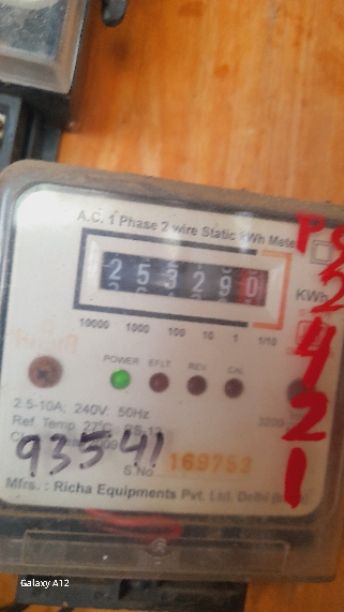 A.C. 1 Phase 2 wire Static kWh Meter
2 5 3 2 9 0
KWh
10000 1000 100 10 1 1/10
POWER EFLT REV CAL
2.5-10A; 240V; 50Hz
Ref. Temp. 27°C
3200
93541
S.No. 169753
Mfrs. : Richa Equipments Pvt. Ltd. Delhi
2
4
2
1
Galaxy A12